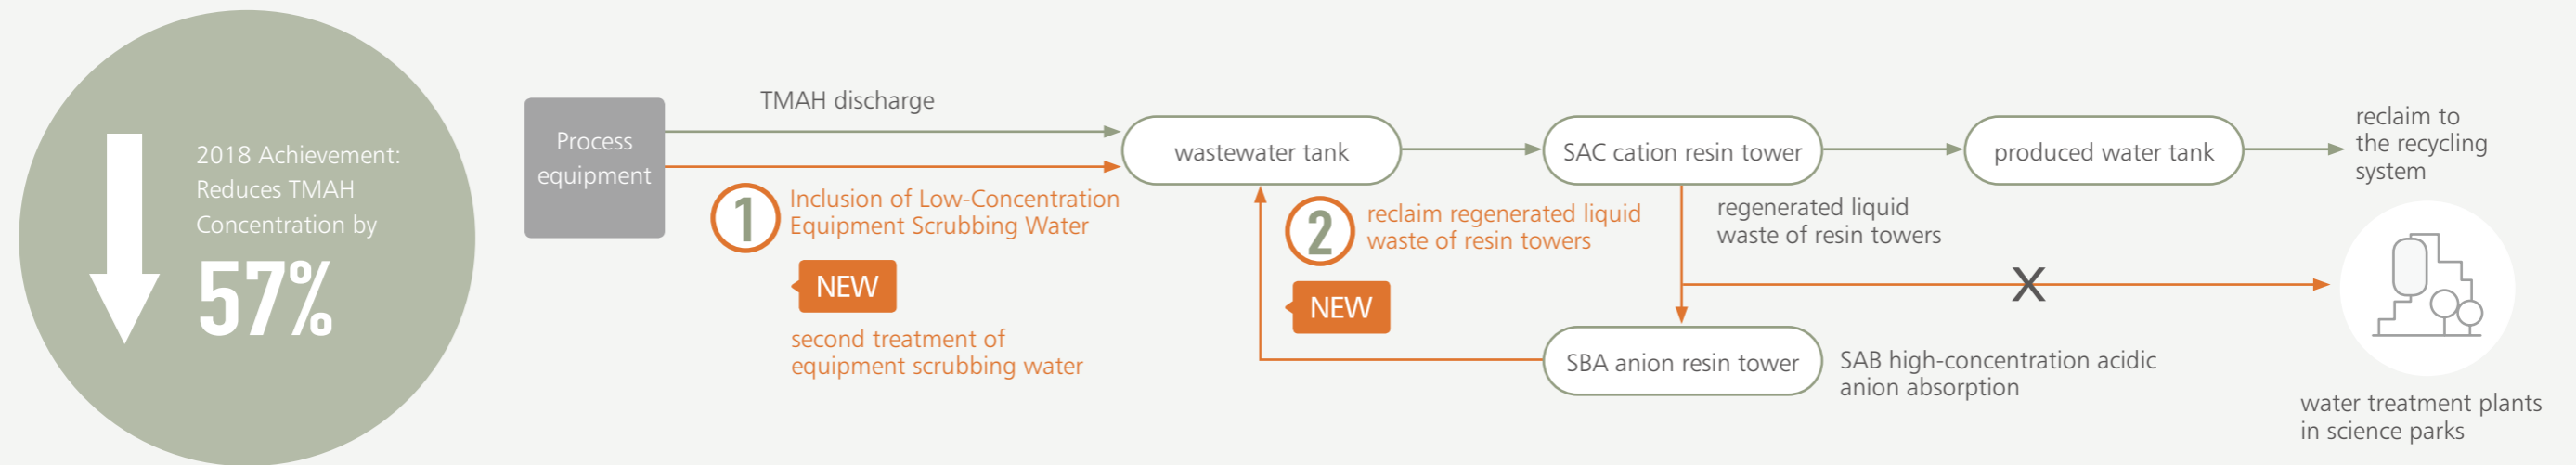 2018 Achievement:
Reduces TMAH
Concentration by
57%
Process
equipment
TMAH discharge
1
Inclusion of Low-Concentration
Equipment Scrubbing Water
NEW
second treatment of
equipment scrubbing water
wastewater tank
2
reclaim regenerated liquid
waste of resin towers
NEW
SAC cation resin tower
regenerated liquid
waste of resin towers
X
SBA anion resin tower
SAB high-concentration acidic
anion absorption
produced water tank
reclaim to
the recycling
system
water treatment plants
in science parks